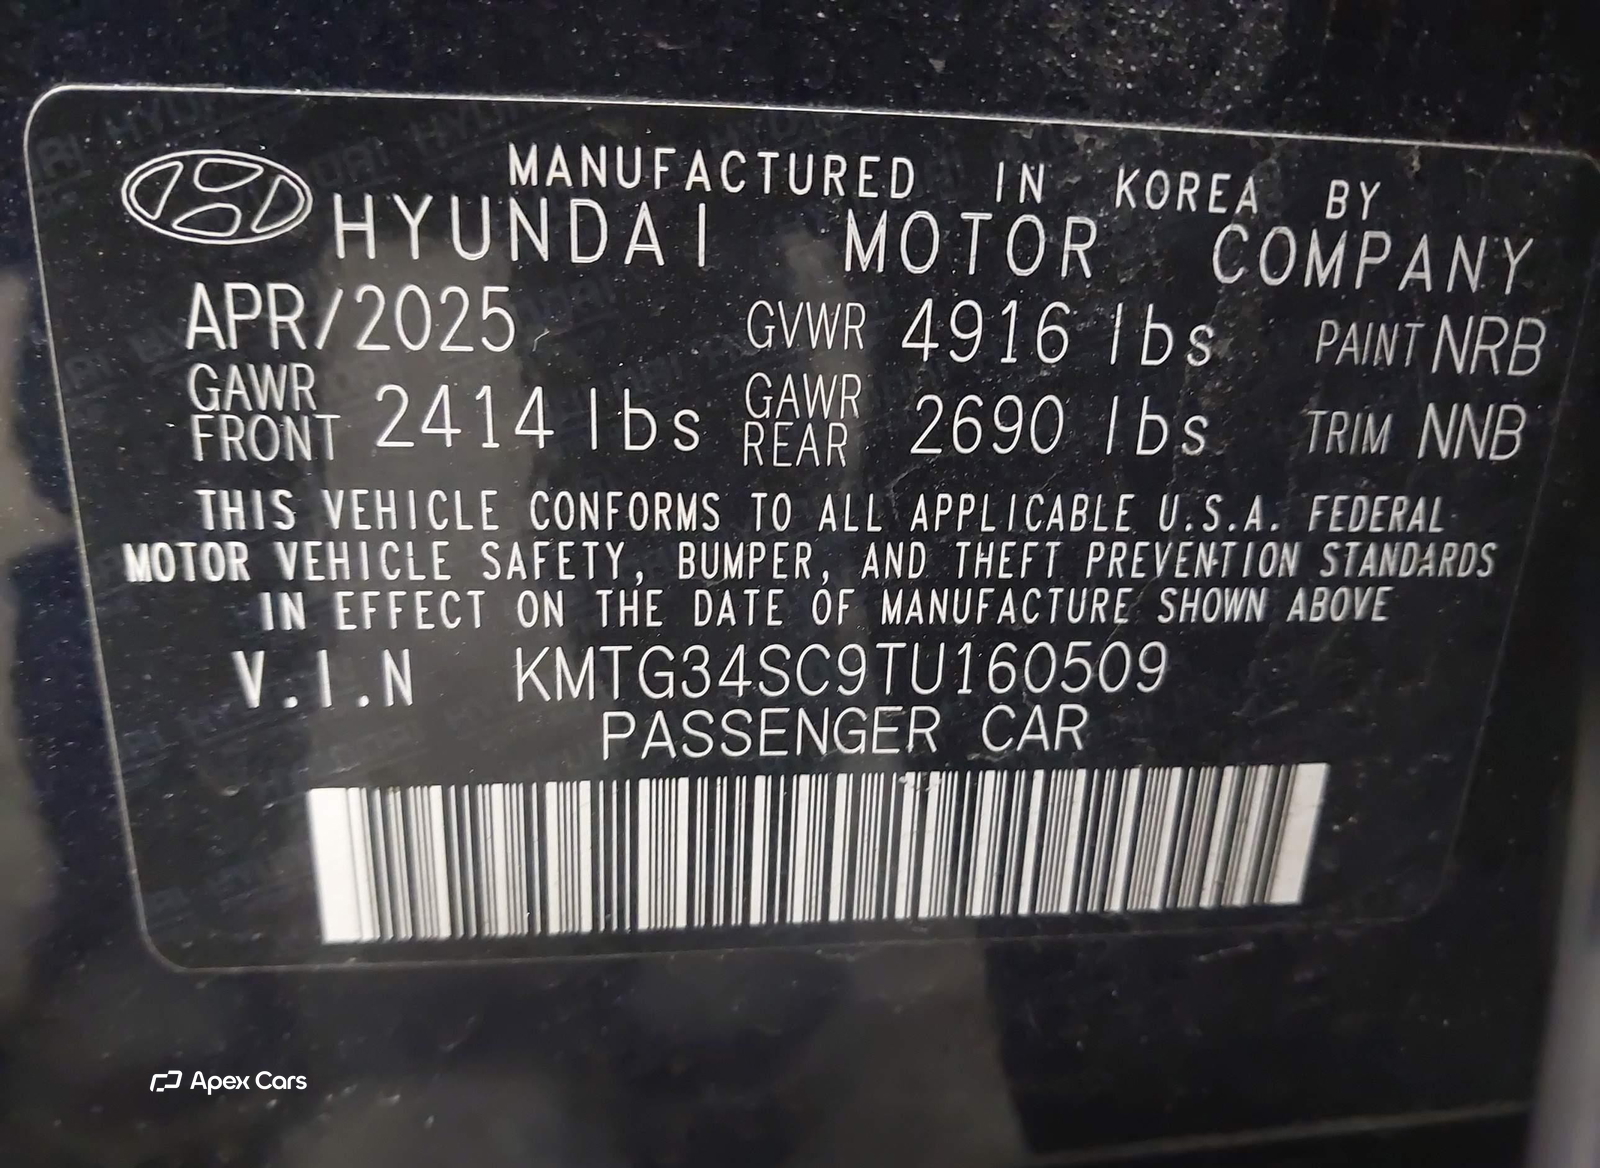 MANUFACTURED IN KOREA BY
HYUNDAI MOTOR COMPANY
APR/2025 GVWR 4916 lbs PAINT NRB
GAWR FRONT 2414 lbs GAWR REAR 2690 lbs TRIM NNB
THIS VEHICLE CONFORMS TO ALL APPLICABLE U.S.A. FEDERAL
MOTOR VEHICLE SAFETY, BUMPER, AND THEFT PREVENTION STANDARDS
IN EFFECT ON THE DATE OF MANUFACTURE SHOWN ABOVE
V.I.N KMTG34SC9TU160509
PASSENGER CAR
Apex Cars